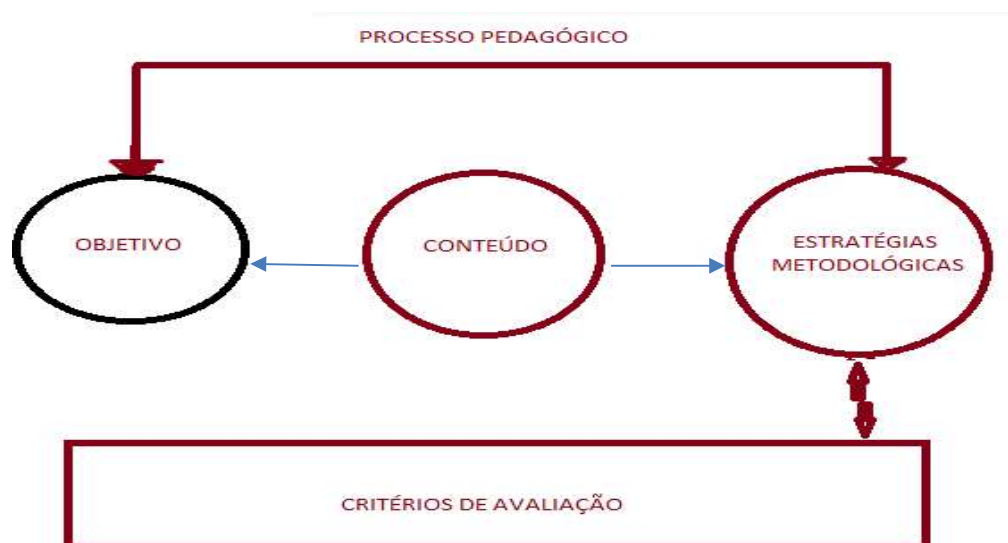 PROCESSO PEDAGÓGICO
OBJETIVO
CONTEÚDO
ESTRATÉGIAS
METODOLÓGICAS
CRITÉRIOS DE AVALIAÇÃO